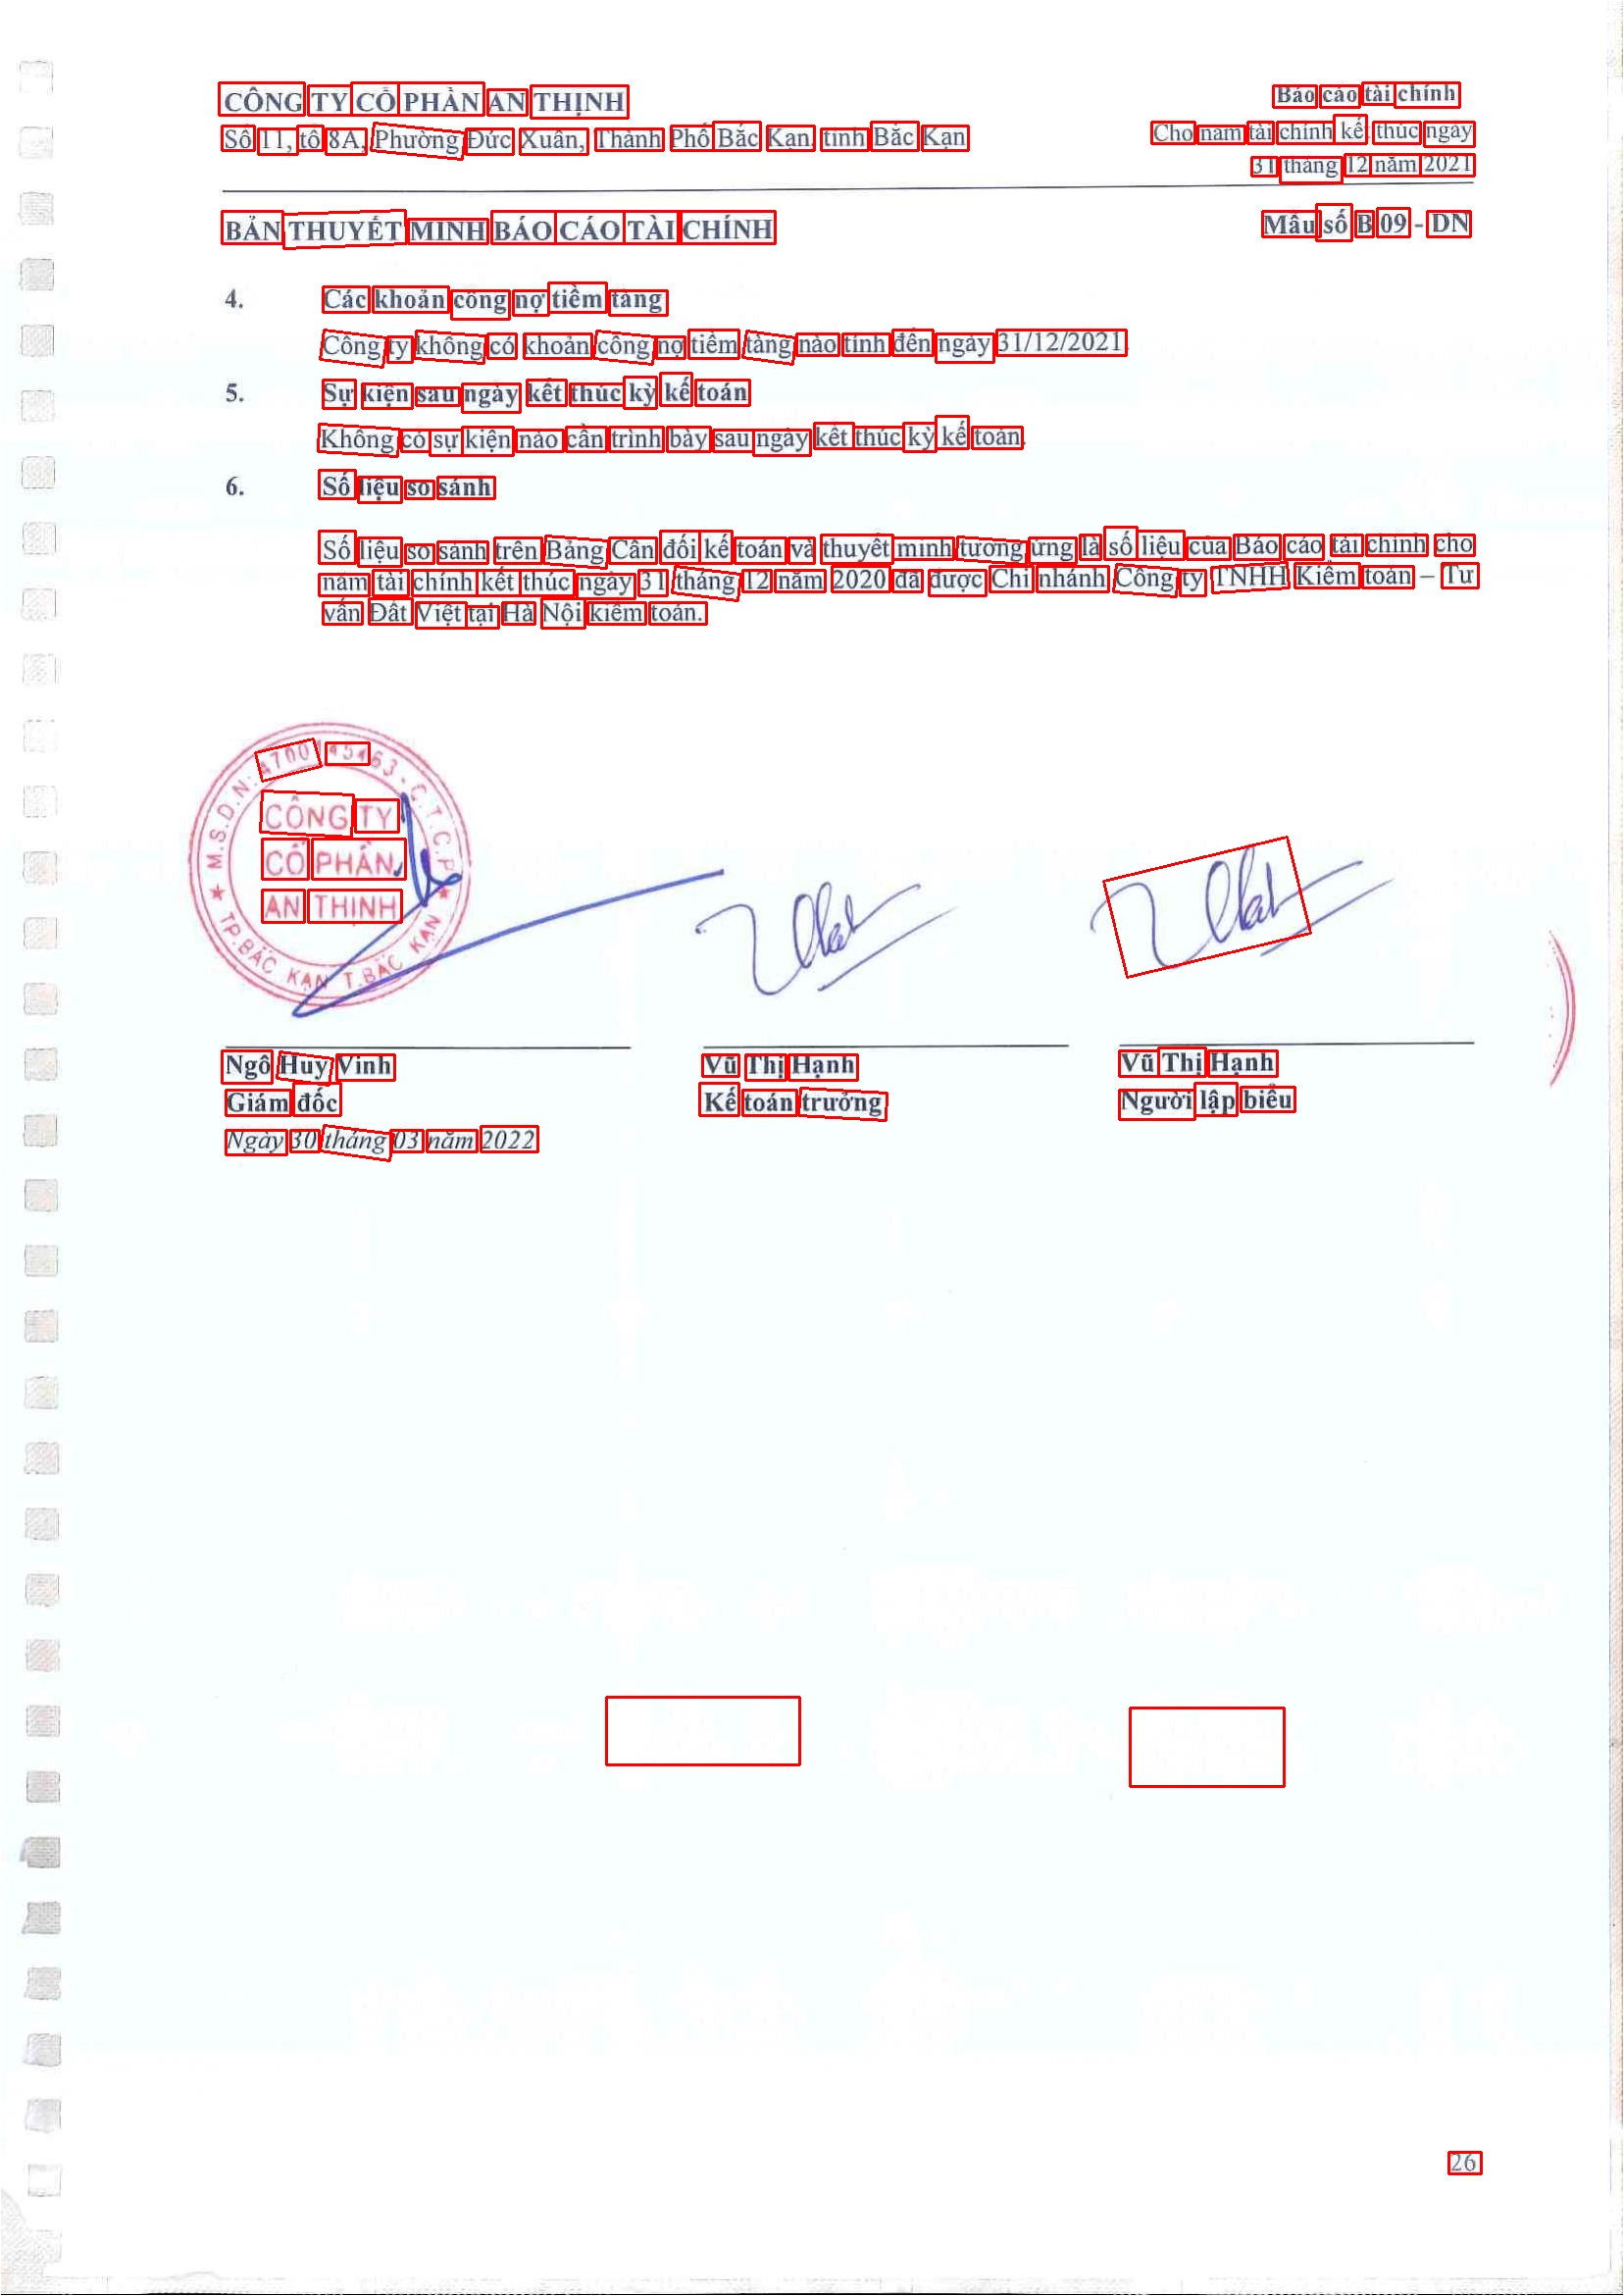 CÔNG TY CỔ PHẦN AN THỊNH
Báo cáo tài chính
Số 11, tổ 8A, Phường Đức Xuân, Thành Phố Bắc Kạn, tỉnh Bắc Kạn
Cho năm tài chính kết thúc ngày
31 tháng 12 năm 2021
BẢN THUYẾT MINH BÁO CÁO TÀI CHÍNH
Mẫu số B 09 - DN
4. Các khoản công nợ tiềm tàng
Công ty không có khoản công nợ tiềm tàng nào tính đến ngày 31/12/2021.
5. Sự kiện sau ngày kết thúc kỳ kế toán
Không có sự kiện nào cần trình bày sau ngày kết thúc kỳ kế toán.
6. Số liệu so sánh
Số liệu so sánh trên Bảng Cân đối kế toán và thuyết minh tương ứng là số liệu của Báo cáo tài chính cho
năm tài chính kết thúc ngày 31 tháng 12 năm 2020 đã được Chi nhánh Công ty TNHH Kiểm toán – Tư
vấn Đất Việt tại Hà Nội kiểm toán.
M.S.D.N: 4700145463 - C.T.C.P
CÔNG TY
CỔ PHẦN
AN THỊNH
TP.BẮC KẠN T.BẮC KẠN
Ngô Huy Vinh
Vũ Thị Hạnh
Vũ Thị Hạnh
Giám đốc
Kế toán trưởng
Người lập biểu
Ngày 30 tháng 03 năm 2022
26